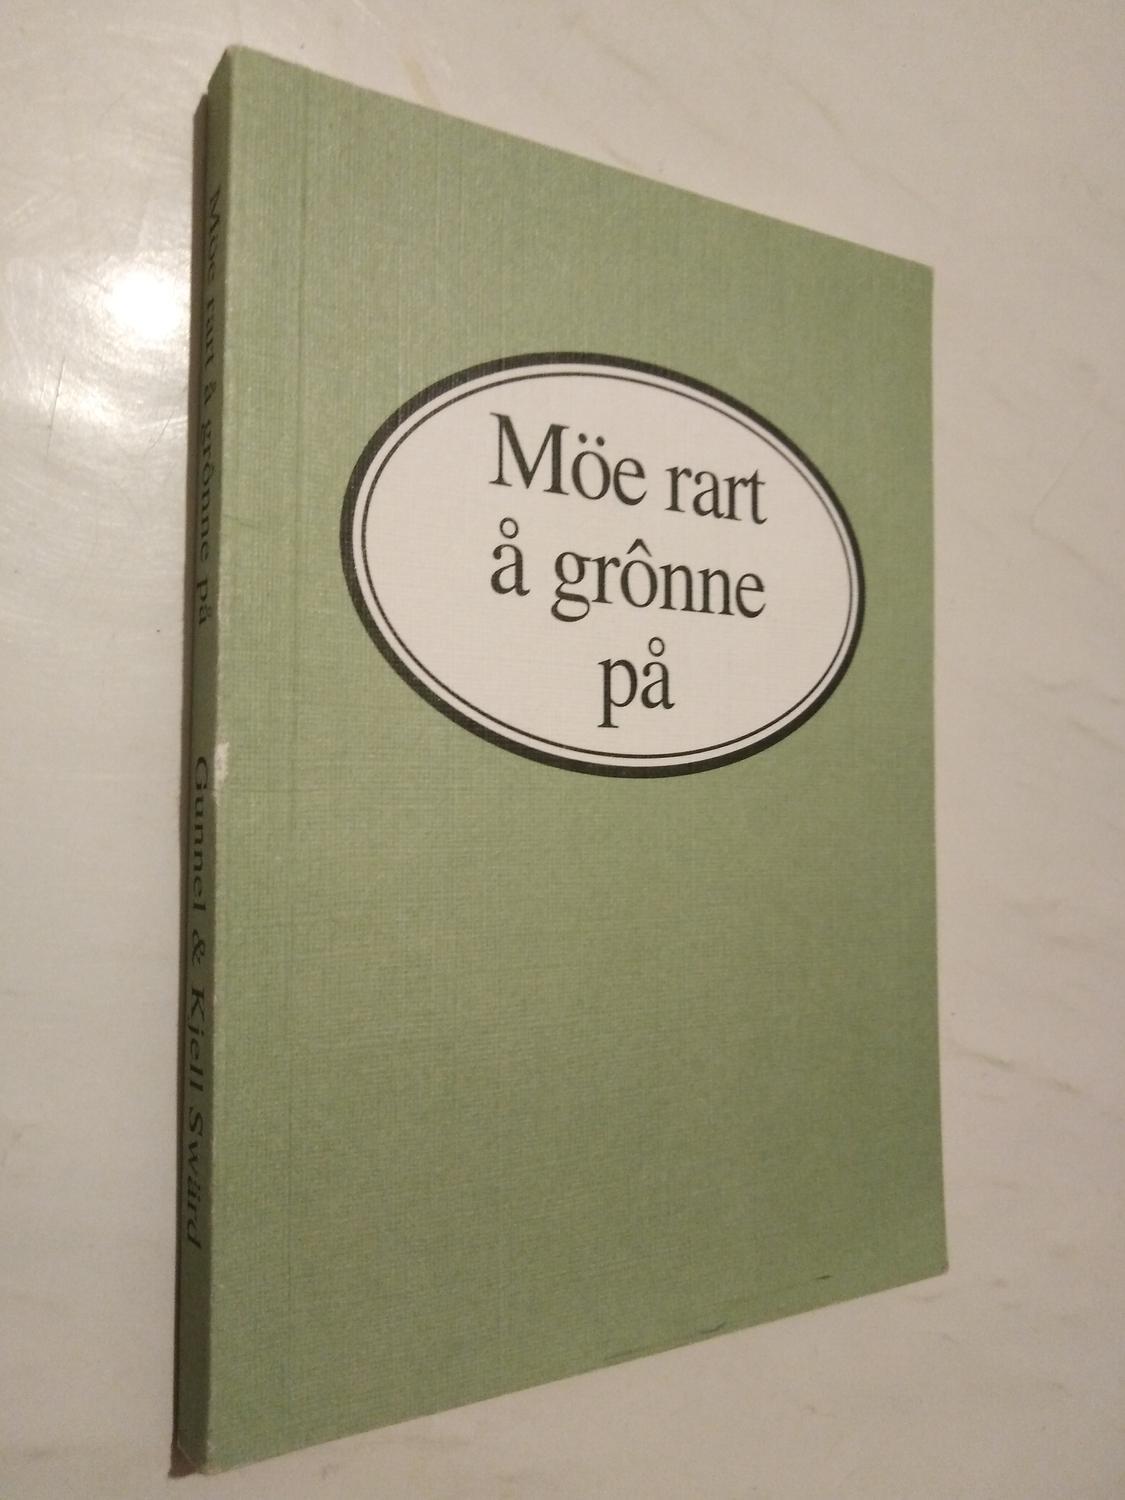 Möe rart
å grônne
på
Möe rart å grônne på Gunnel & Kjell Swärd